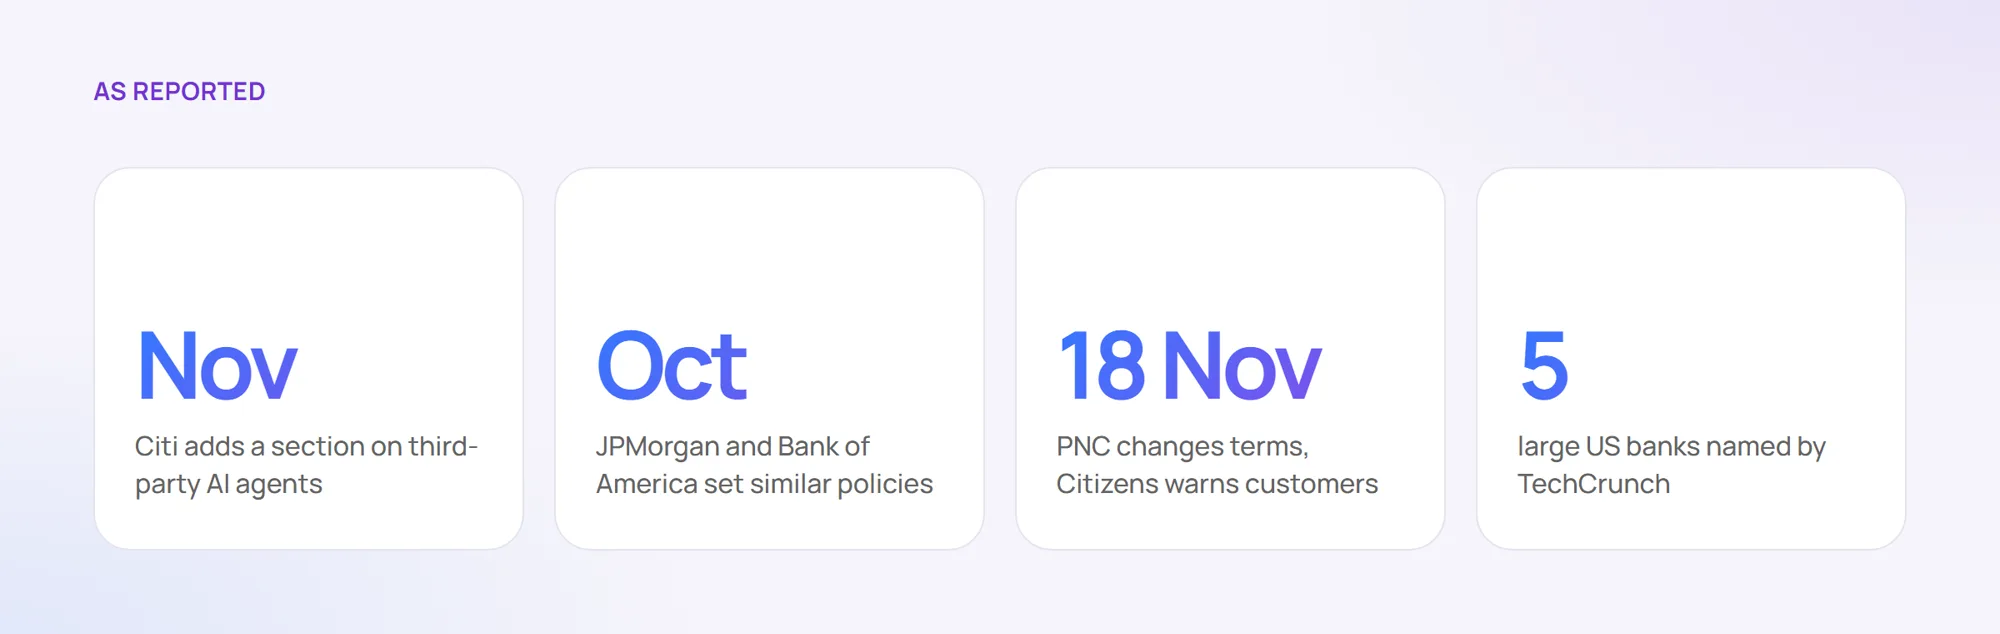 AS REPORTED
Nov
Citi adds a section on third-
party AI agents
Oct
JPMorgan and Bank of
America set similar policies
18 Nov
PNC changes terms,
Citizens warns customers
5
large US banks named by
TechCrunch